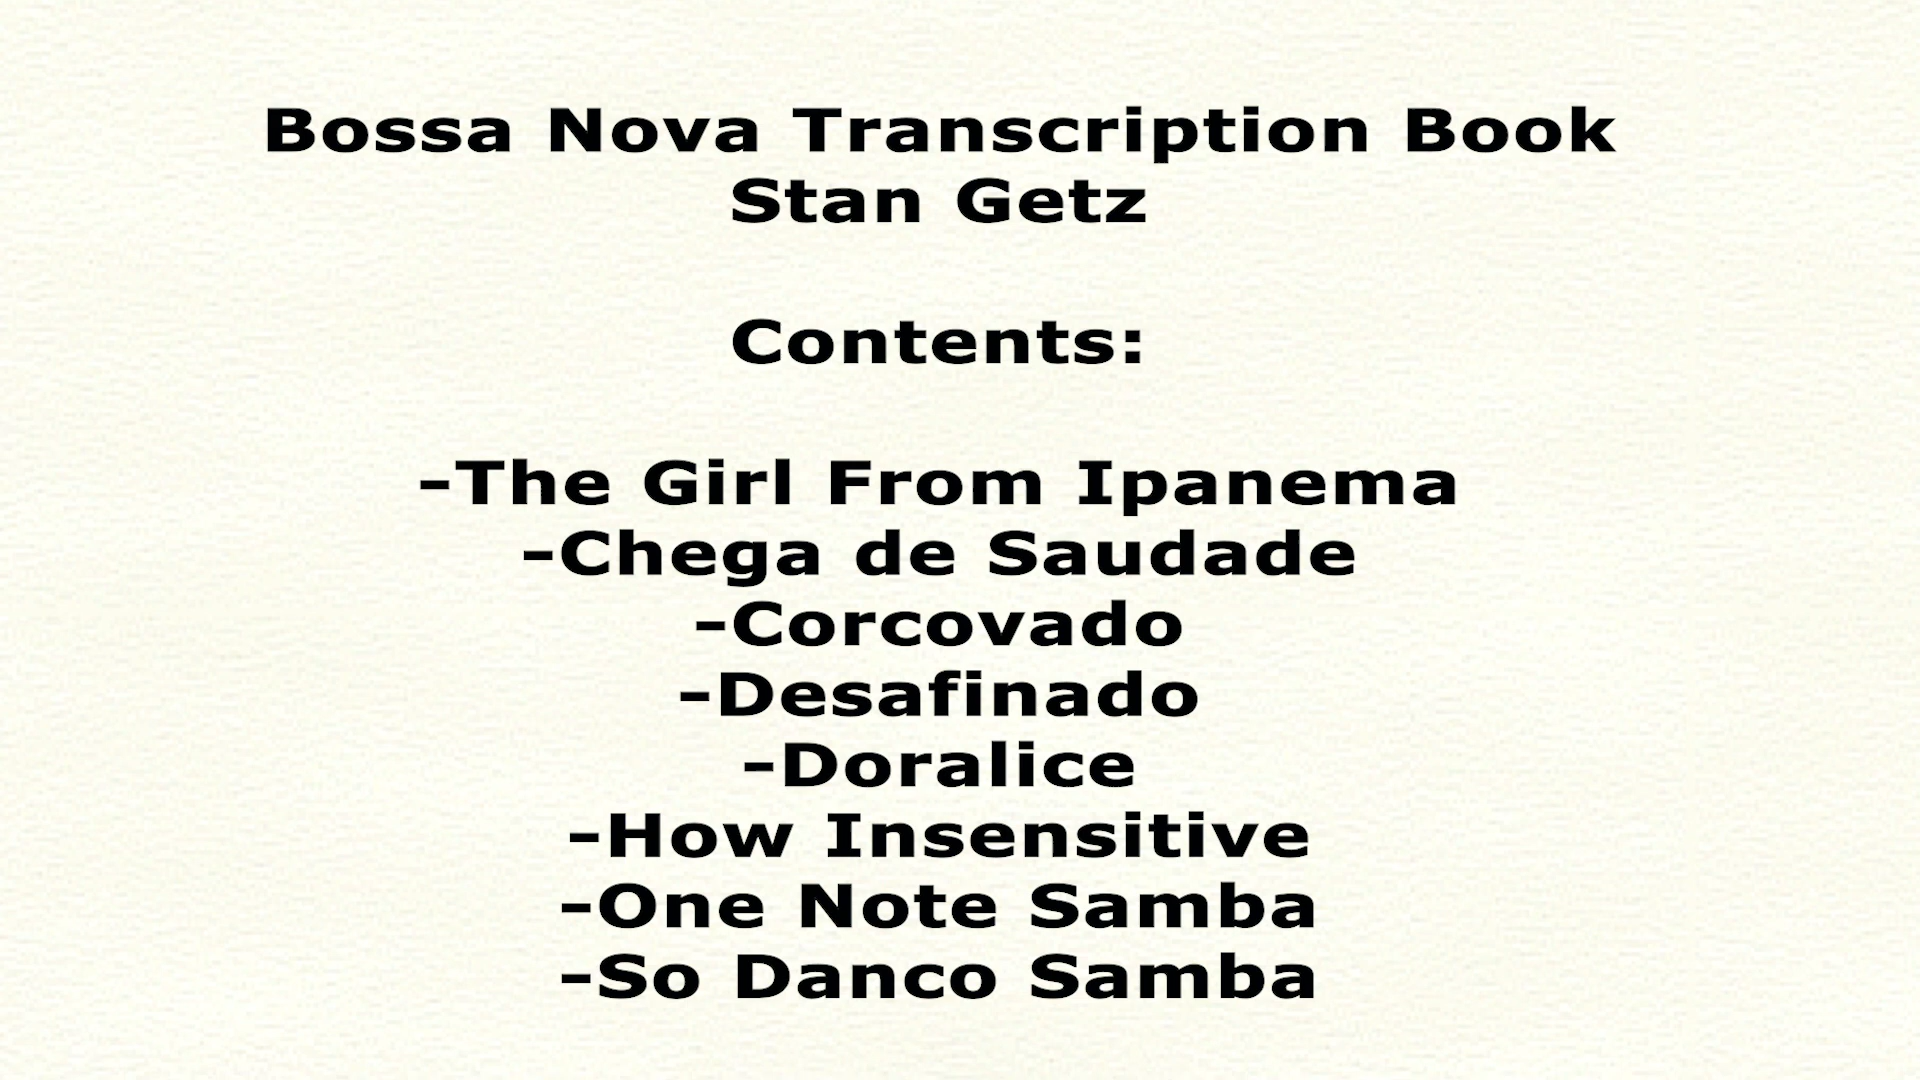 Bossa Nova Transcription Book
Stan Getz
Contents:
-The Girl From Ipanema
-Chega de Saudade
-Corcovado
-Desafinado
-Doralice
-How Insensitive
-One Note Samba
-So Danco Samba